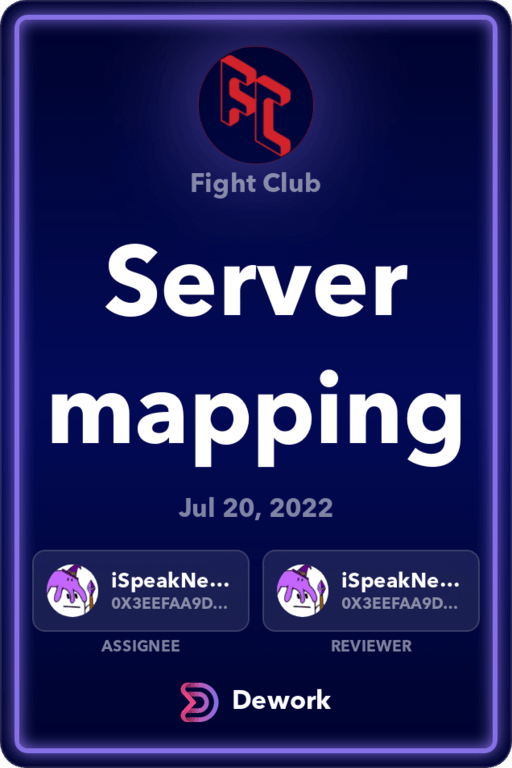 FC
Fight Club
Server
mapping
Jul 20, 2022
iSpeakNe...
0X3EEFAA9D...
iSpeakNe...
0X3EEFAA9D...
ASSIGNEE
REVIEWER
Dework